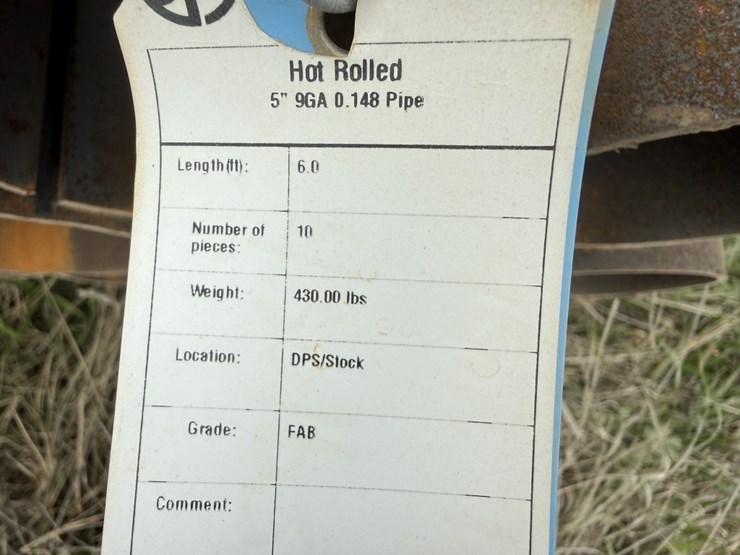 Hot Rolled
5" 9GA 0.148 Pipe
Length(ft): 6.0
Number of pieces: 10
Weight: 430.00 lbs
Location: DPS/Stock
Grade: FAB
Comment: